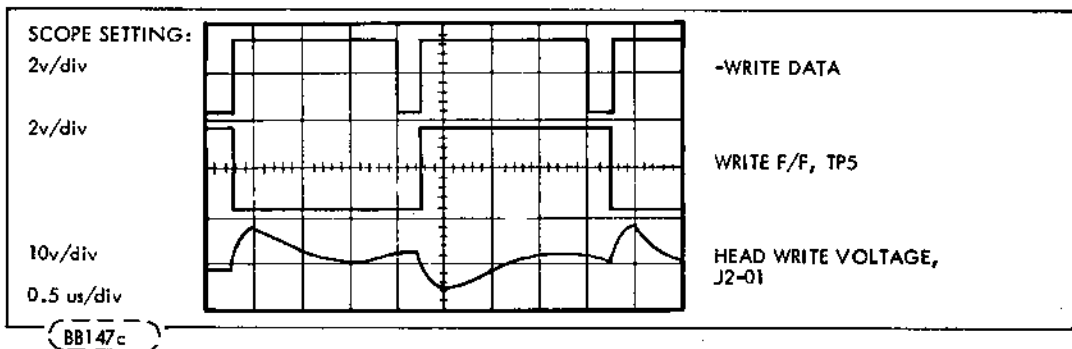 SCOPE SETTING:
2v/div
-WRITE DATA
2v/div
WRITE F/F, TP5
10v/div
HEAD WRITE VOLTAGE,
J2-01
0.5 us/div
BB147c